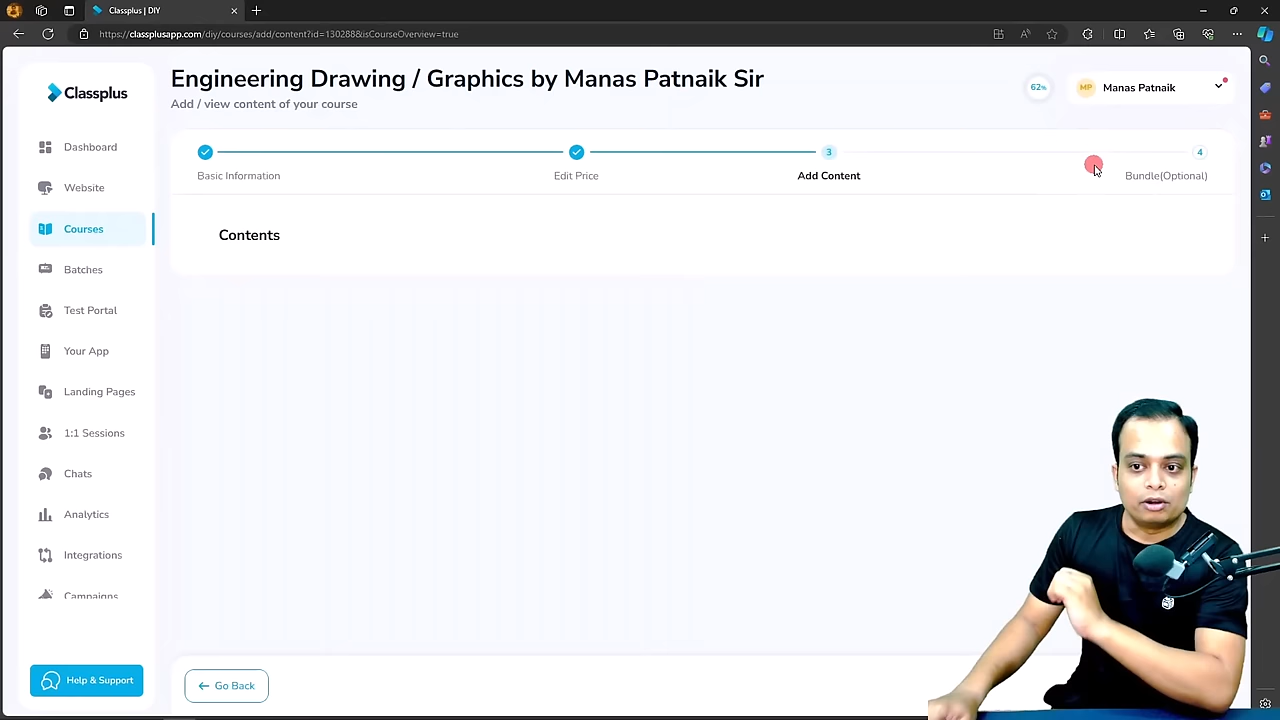 Classplus | DIY
https://classplusapp.com/diy/courses/add/content?id=130288&isCourseOverview=true
Classplus
Engineering Drawing / Graphics by Manas Patnaik Sir
Add / view content of your course
62%
MP
Manas Patnaik
3
4
Basic Information
Edit Price
Add Content
Bundle(Optional)
Contents
Dashboard
Website
Courses
Batches
Test Portal
Your App
Landing Pages
1:1 Sessions
Chats
Analytics
Integrations
Campaigns
Help & Support
Go Back